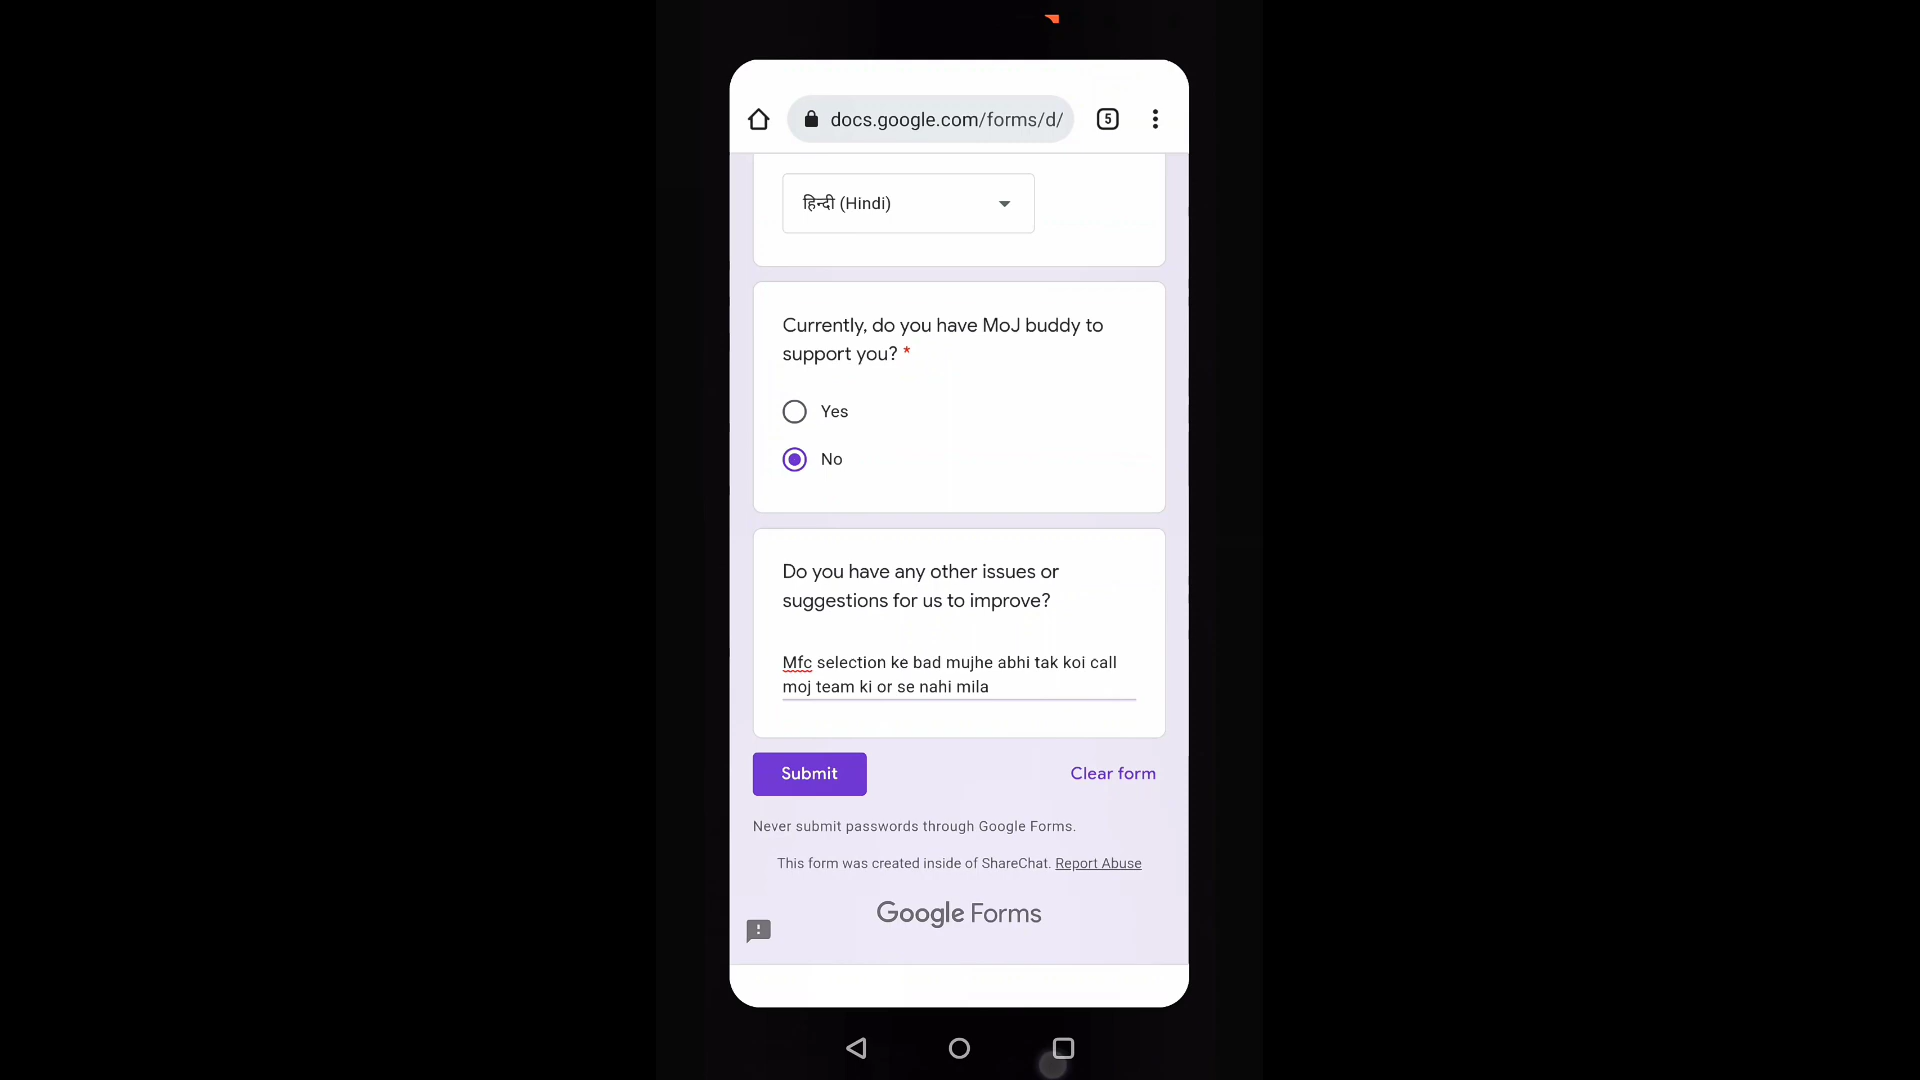 docs.google.com/forms/d/
5
हिन्दी (Hindi)
Currently, do you have MoJ buddy to
support you? *
Yes
No
Do you have any other issues or
suggestions for us to improve?
Mfc selection ke bad mujhe abhi tak koi call
moj team ki or se nahi mila
Submit
Clear form
Never submit passwords through Google Forms.
This form was created inside of ShareChat. Report Abuse
Google Forms